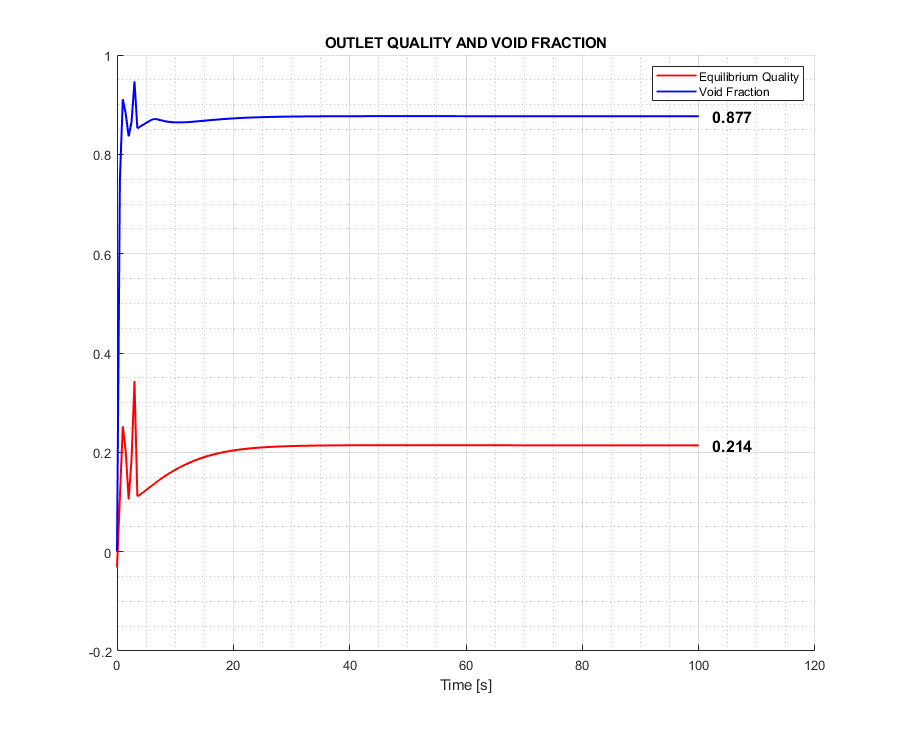 OUTLET QUALITY AND VOID FRACTION
1
Equilibrium Quality
Void Fraction
0.877
0.8
0.6
0.4
0.2
0.214
0
-0.2
0 20 40 60 80 100 120
Time [s]